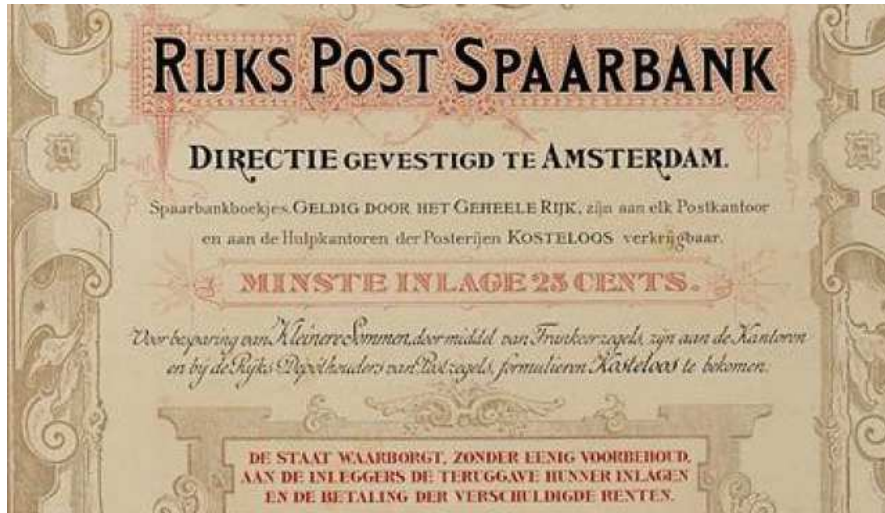 RIJKS POST SPAARBANK
DIRECTIE GEVESTIGD TE AMSTERDAM.
Spaarbankboekjes, GELDIG DOOR HET GEHEELE RIJK, zijn aan elk Postkantoor
en aan de Hulpkantoren der Posterijen KOSTELOOS verkrijgbaar.
MINSTE INLAGE 25 CENTS.
Voor besparing van Kleinere Sommen, door middel van Frankeerzegels, zijn aan de Kantoren
en bij de Rijks Depôthouders van Postzegels, formulieren Kosteloos te bekomen.
DE STAAT WAARBORGT, ZONDER EENIG VOORBEHOUD,
AAN DE INLEGGERS DE TERUGGAVE HUNNER INLAGEN
EN DE BETALING DER VERSCHULDIGDE RENTEN.